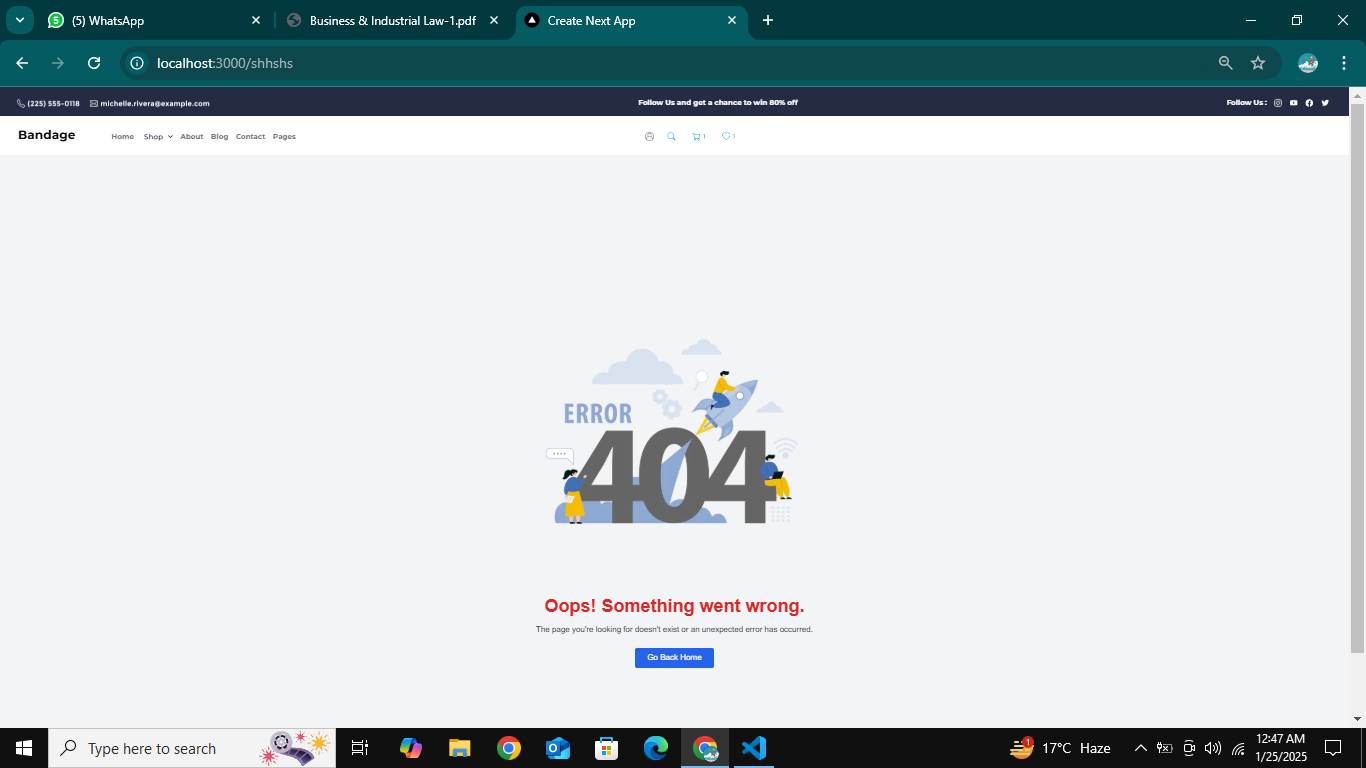 (5) WhatsApp
Business & Industrial Law-1.pdf
Create Next App
localhost:3000/shhshs
(225) 555-0118 michelle.rivera@example.com
Follow Us and get a chance to win 80% off
Follow Us :
Bandage
Home Shop About Blog Contact Pages
1 1
ERROR
404
Oops! Something went wrong.
The page you're looking for doesn't exist or an unexpected error has occurred.
Go Back Home
Type here to search
1
17°C Haze
12:47 AM
1/25/2025